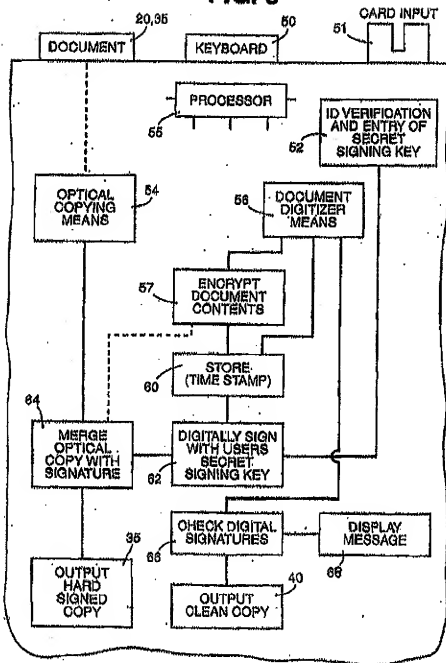 20,35
DOCUMENT
50
KEYBOARD
CARD INPUT
51
PROCESSOR
55
ID VERIFICATION
AND ENTRY OF
SECRET
SIGNING KEY
52
OPTICAL
COPYING
MEANS
54
DOCUMENT
DIGITIZER
MEANS
56
ENCRYPT
DOCUMENT
CONTENTS
57
STORE
(TIME STAMP)
60
64
MERGE
OPTICAL
COPY WITH
SIGNATURE
DIGITALLY SIGN
WITH USERS
SECRET
SIGNING KEY
62
CHECK DIGITAL
SIGNATURES
66
DISPLAY
MESSAGE
68
OUTPUT
HARD
SIGNED
COPY
35
OUTPUT
CLEAN COPY
40